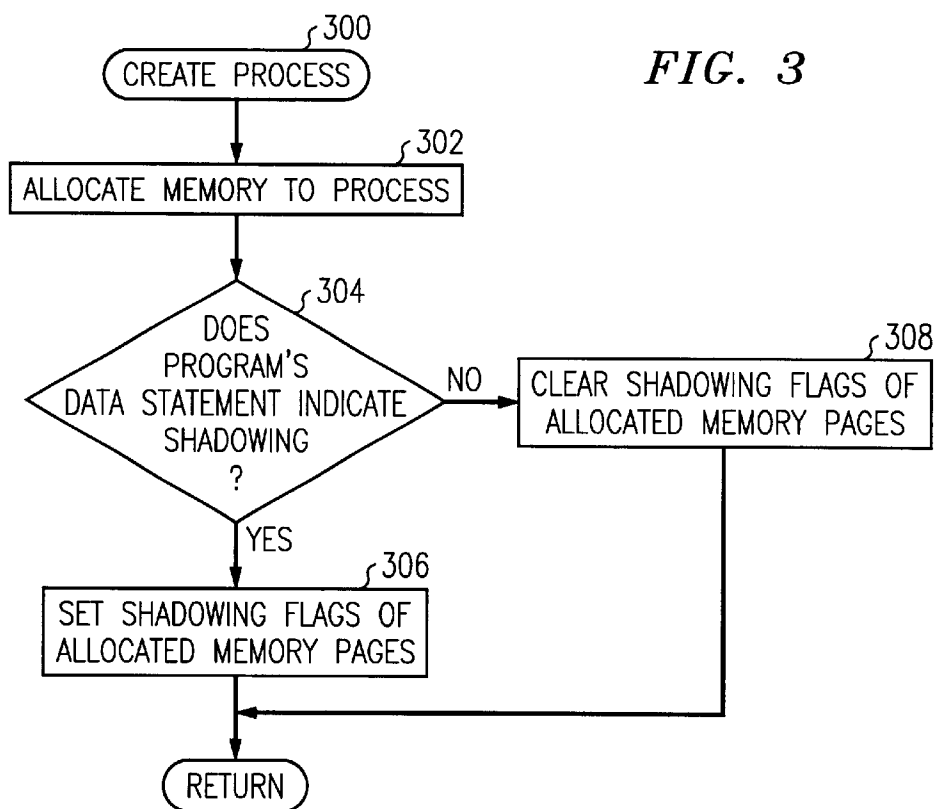 300
CREATE PROCESS
FIG. 3
302
ALLOCATE MEMORY TO PROCESS
304
DOES
PROGRAM'S
DATA STATEMENT INDICATE
SHADOWING
?
NO
308
CLEAR SHADOWING FLAGS OF
ALLOCATED MEMORY PAGES
YES
306
SET SHADOWING FLAGS OF
ALLOCATED MEMORY PAGES
RETURN